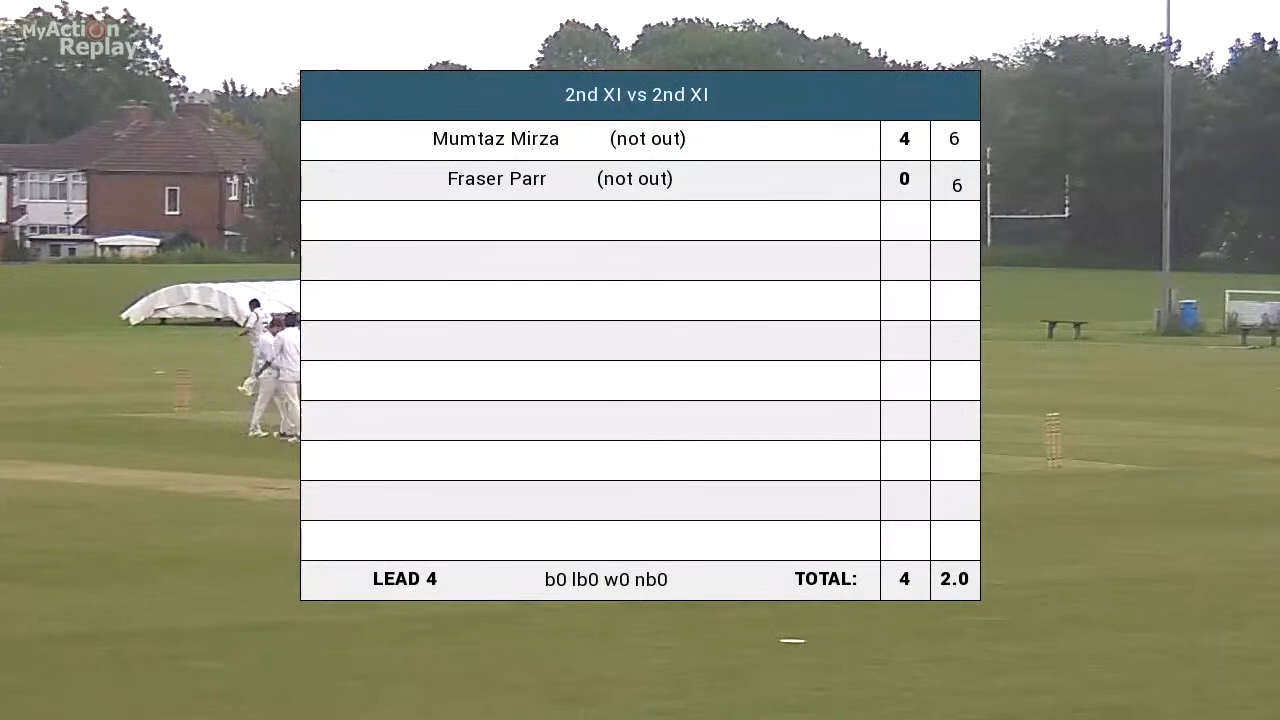 MyAction
Replay
2nd XI vs 2nd XI
Mumtaz Mirza (not out) 4 6
Fraser Parr (not out) 0 6
LEAD 4 b0 lb0 w0 nb0 TOTAL: 4 2.0